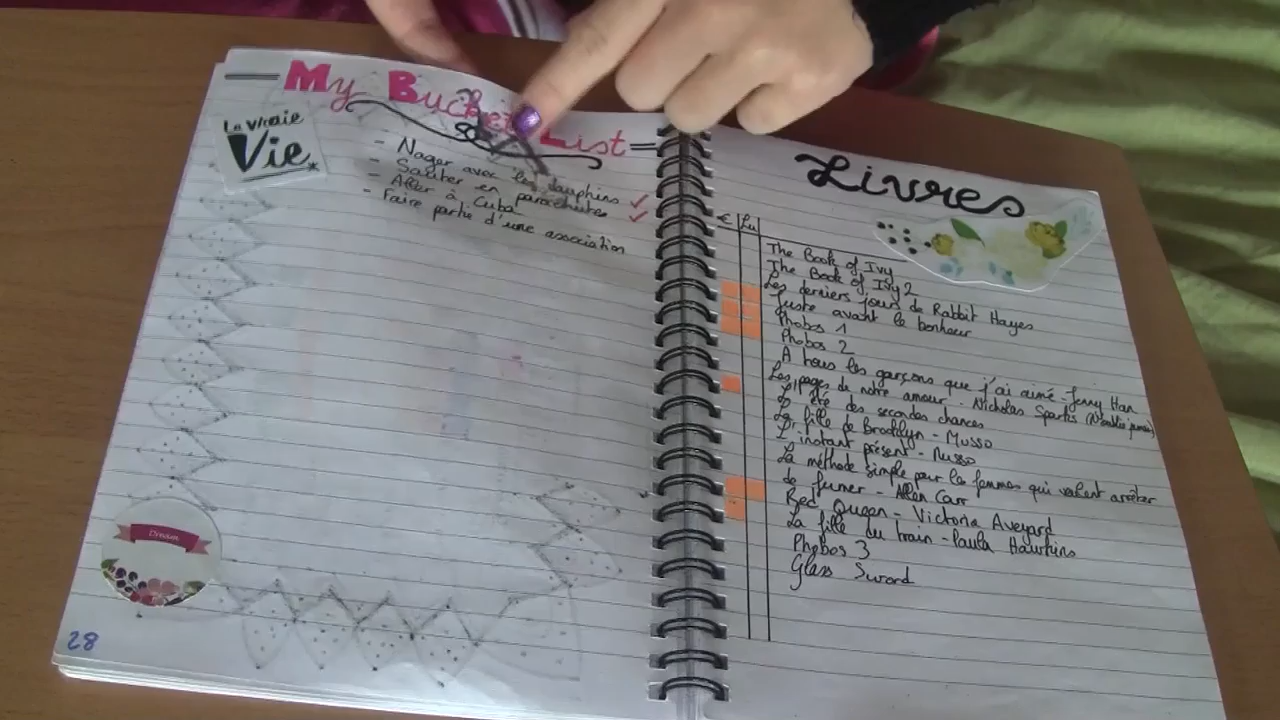 My Bucket List
La vraie
Vie
- Nager avec les dauphins ✓
- Sauter en parachute ✓
- Aller à Cuba
- Faire partie d'une association
Dream
28
Livres
€ Lu
The Book of Ivy
The Book of Ivy 2
Les derniers jours de Rabbit Hayes
Juste avant le bonheur
Phobos 1
Phobos 2
A tous les garçons que j'ai aimé - Jenny Han
Les pages de notre amour - Nicholas Sparks (N'oublie jamais)
L'été des secondes chances
La fille de Brooklyn - Musso
L'instant présent - Musso
La méthode simple pour les femmes qui veulent arrêter
de fumer - Allen Carr
Red Queen - Victoria Aveyard
La fille du train - Paula Hawkins
Phobos 3
Glass Sword